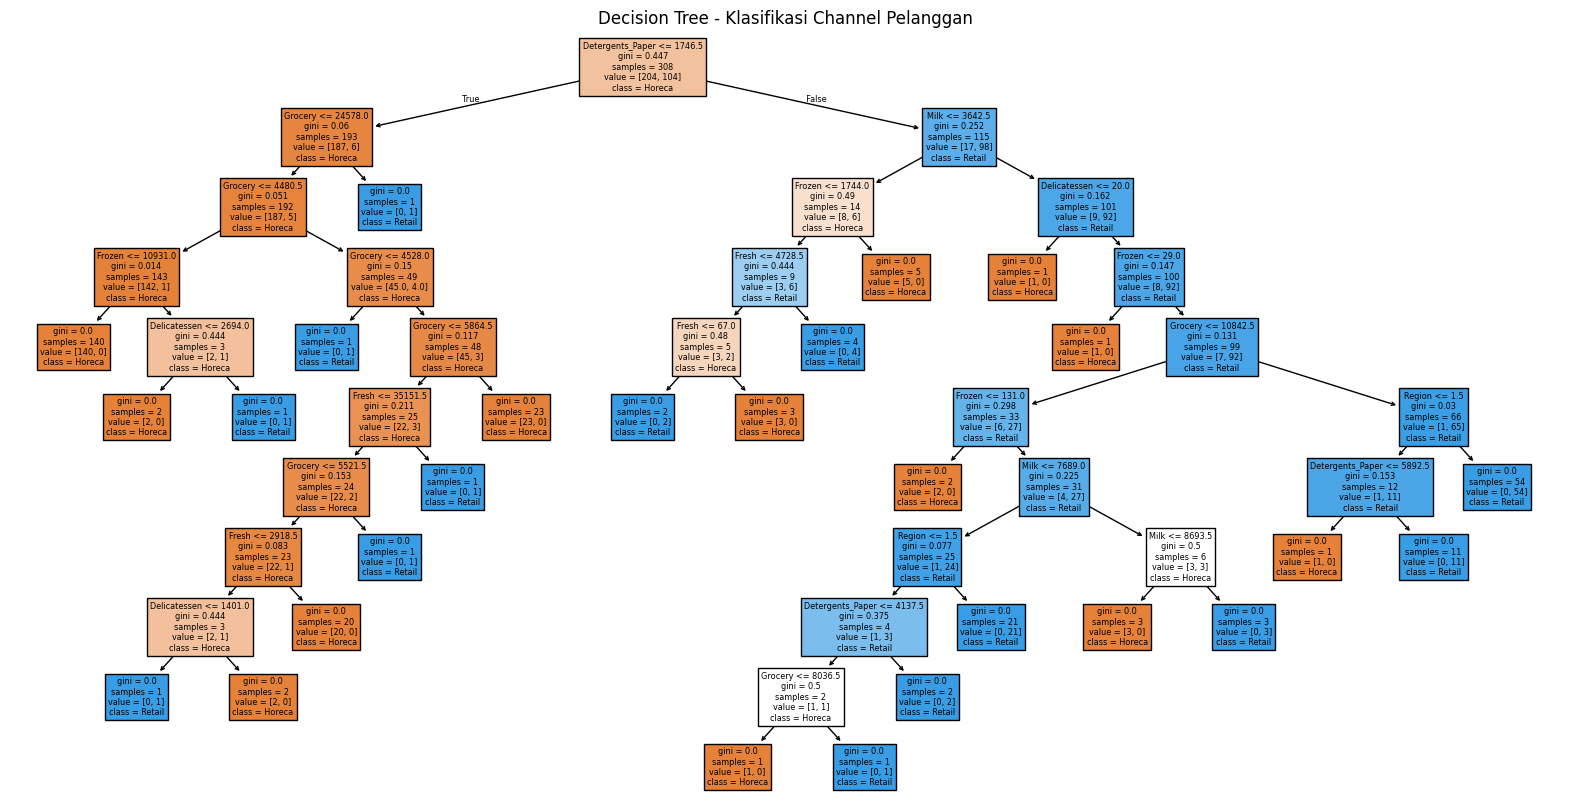 Decision Tree - Klasifikasi Channel Pelanggan
Detergents_Paper <= 1746.5
gini = 0.447
samples = 308
value = [204, 104]
class = Horeca
True
False
Grocery <= 24578.0
gini = 0.06
samples = 193
value = [187, 6]
class = Horeca
Milk <= 3642.5
gini = 0.252
samples = 115
value = [17, 98]
class = Retail
Grocery <= 4480.5
gini = 0.051
samples = 192
value = [187, 5]
class = Horeca
gini = 0.0
samples = 1
value = [0, 1]
class = Retail
Frozen <= 1744.0
gini = 0.49
samples = 14
value = [8, 6]
class = Horeca
Delicatessen <= 20.0
gini = 0.162
samples = 101
value = [9, 92]
class = Retail
Frozen <= 10931.0
gini = 0.014
samples = 143
value = [142, 1]
class = Horeca
Grocery <= 4528.0
gini = 0.15
samples = 49
value = [45.0, 4.0]
class = Horeca
Fresh <= 4728.5
gini = 0.444
samples = 9
value = [3, 6]
class = Retail
gini = 0.0
samples = 5
value = [5, 0]
class = Horeca
gini = 0.0
samples = 1
value = [1, 0]
class = Horeca
Frozen <= 29.0
gini = 0.147
samples = 100
value = [8, 92]
class = Retail
gini = 0.0
samples = 140
value = [140, 0]
class = Horeca
Delicatessen <= 2694.0
gini = 0.444
samples = 3
value = [2, 1]
class = Horeca
gini = 0.0
samples = 1
value = [0, 1]
class = Retail
Grocery <= 5864.5
gini = 0.117
samples = 48
value = [45, 3]
class = Horeca
Fresh <= 67.0
gini = 0.48
samples = 5
value = [3, 2]
class = Horeca
gini = 0.0
samples = 4
value = [0, 4]
class = Retail
gini = 0.0
samples = 1
value = [1, 0]
class = Horeca
Grocery <= 10842.5
gini = 0.131
samples = 99
value = [7, 92]
class = Retail
gini = 0.0
samples = 2
value = [2, 0]
class = Horeca
gini = 0.0
samples = 1
value = [0, 1]
class = Retail
Fresh <= 35151.5
gini = 0.211
samples = 25
value = [22, 3]
class = Horeca
gini = 0.0
samples = 23
value = [23, 0]
class = Horeca
gini = 0.0
samples = 2
value = [0, 2]
class = Retail
gini = 0.0
samples = 3
value = [3, 0]
class = Horeca
Frozen <= 131.0
gini = 0.298
samples = 33
value = [6, 27]
class = Retail
Region <= 1.5
gini = 0.03
samples = 66
value = [1, 65]
class = Retail
Grocery <= 5521.5
gini = 0.153
samples = 24
value = [22, 2]
class = Horeca
gini = 0.0
samples = 1
value = [0, 1]
class = Retail
gini = 0.0
samples = 2
value = [2, 0]
class = Horeca
Milk <= 7689.0
gini = 0.225
samples = 31
value = [4, 27]
class = Retail
Detergents_Paper <= 5892.5
gini = 0.153
samples = 12
value = [1, 11]
class = Retail
gini = 0.0
samples = 54
value = [0, 54]
class = Retail
Fresh <= 2918.5
gini = 0.083
samples = 23
value = [22, 1]
class = Horeca
gini = 0.0
samples = 1
value = [0, 1]
class = Retail
Region <= 1.5
gini = 0.077
samples = 25
value = [1, 24]
class = Retail
Milk <= 8693.5
gini = 0.5
samples = 6
value = [3, 3]
class = Horeca
gini = 0.0
samples = 1
value = [1, 0]
class = Horeca
gini = 0.0
samples = 11
value = [0, 11]
class = Retail
Delicatessen <= 1401.0
gini = 0.444
samples = 3
value = [2, 1]
class = Horeca
gini = 0.0
samples = 20
value = [20, 0]
class = Horeca
Detergents_Paper <= 4137.5
gini = 0.375
samples = 4
value = [1, 3]
class = Retail
gini = 0.0
samples = 21
value = [0, 21]
class = Retail
gini = 0.0
samples = 3
value = [3, 0]
class = Horeca
gini = 0.0
samples = 3
value = [0, 3]
class = Retail
gini = 0.0
samples = 1
value = [0, 1]
class = Retail
gini = 0.0
samples = 2
value = [2, 0]
class = Horeca
Grocery <= 8036.5
gini = 0.5
samples = 2
value = [1, 1]
class = Horeca
gini = 0.0
samples = 2
value = [0, 2]
class = Retail
gini = 0.0
samples = 1
value = [1, 0]
class = Horeca
gini = 0.0
samples = 1
value = [0, 1]
class = Retail